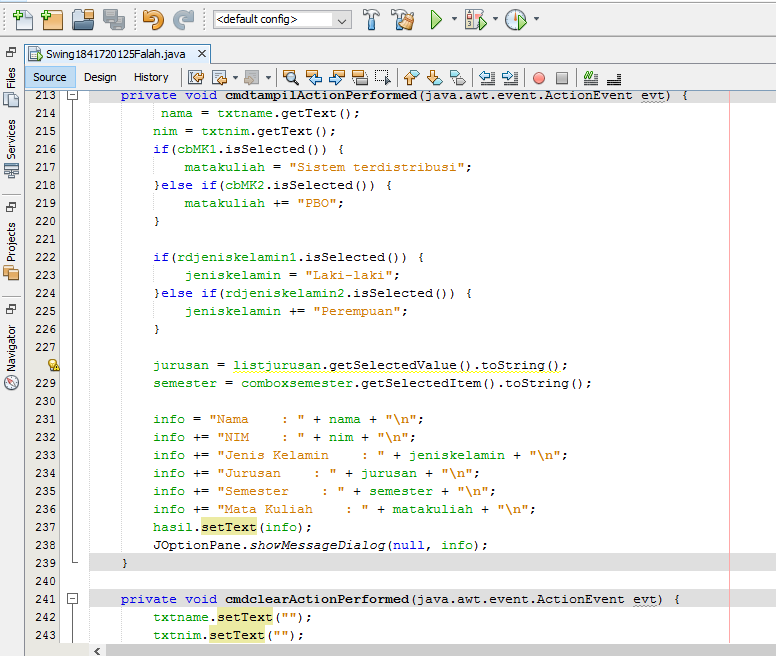 <default config>
Swing1841720125Falah.java
Source Design History
Files
Services
Projects
Navigator
213 private void cmdtampilActionPerformed(java.awt.event.ActionEvent evt) {
214 nama = txtname.getText();
215 nim = txtnim.getText();
216 if(cbMK1.isSelected()) {
217 matakuliah = "Sistem terdistribusi";
218 }else if(cbMK2.isSelected()) {
219 matakuliah += "PBO";
220 }
221
222 if(rdjeniskelamin1.isSelected()) {
223 jeniskelamin = "Laki-laki";
224 }else if(rdjeniskelamin2.isSelected()) {
225 jeniskelamin += "Perempuan";
226 }
227
jurusan = listjurusan.getSelectedValue().toString();
229 semester = comboxsemester.getSelectedItem().toString();
230
231 info = "Nama    : " + nama + "\n";
232 info += "NIM    : " + nim + "\n";
233 info += "Jenis Kelamin    : " + jeniskelamin + "\n";
234 info += "Jurusan    : " + jurusan + "\n";
235 info += "Semester    : " + semester + "\n";
236 info += "Mata Kuliah    : " + matakuliah + "\n";
237 hasil.setText(info);
238 JOptionPane.showMessageDialog(null, info);
239 }
240
241 private void cmdclearActionPerformed(java.awt.event.ActionEvent evt) {
242 txtname.setText("");
243 txtnim.setText("");